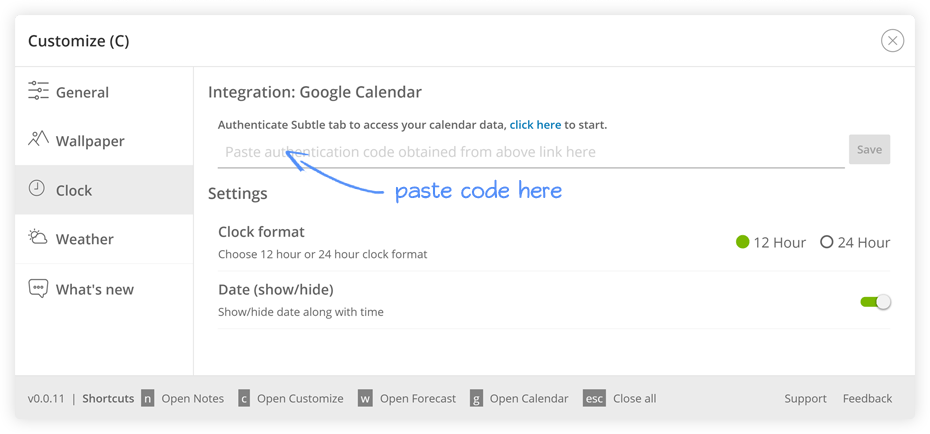 Customize (C)
General
Wallpaper
Clock
Weather
What's new
Integration: Google Calendar
Authenticate Subtle tab to access your calendar data, click here to start.
Paste authentication code obtained from above link here
Save
paste code here
Settings
Clock format
Choose 12 hour or 24 hour clock format
12 Hour
24 Hour
Date (show/hide)
Show/hide date along with time
v0.0.11 | Shortcuts n Open Notes c Open Customize w Open Forecast g Open Calendar esc Close all Support Feedback